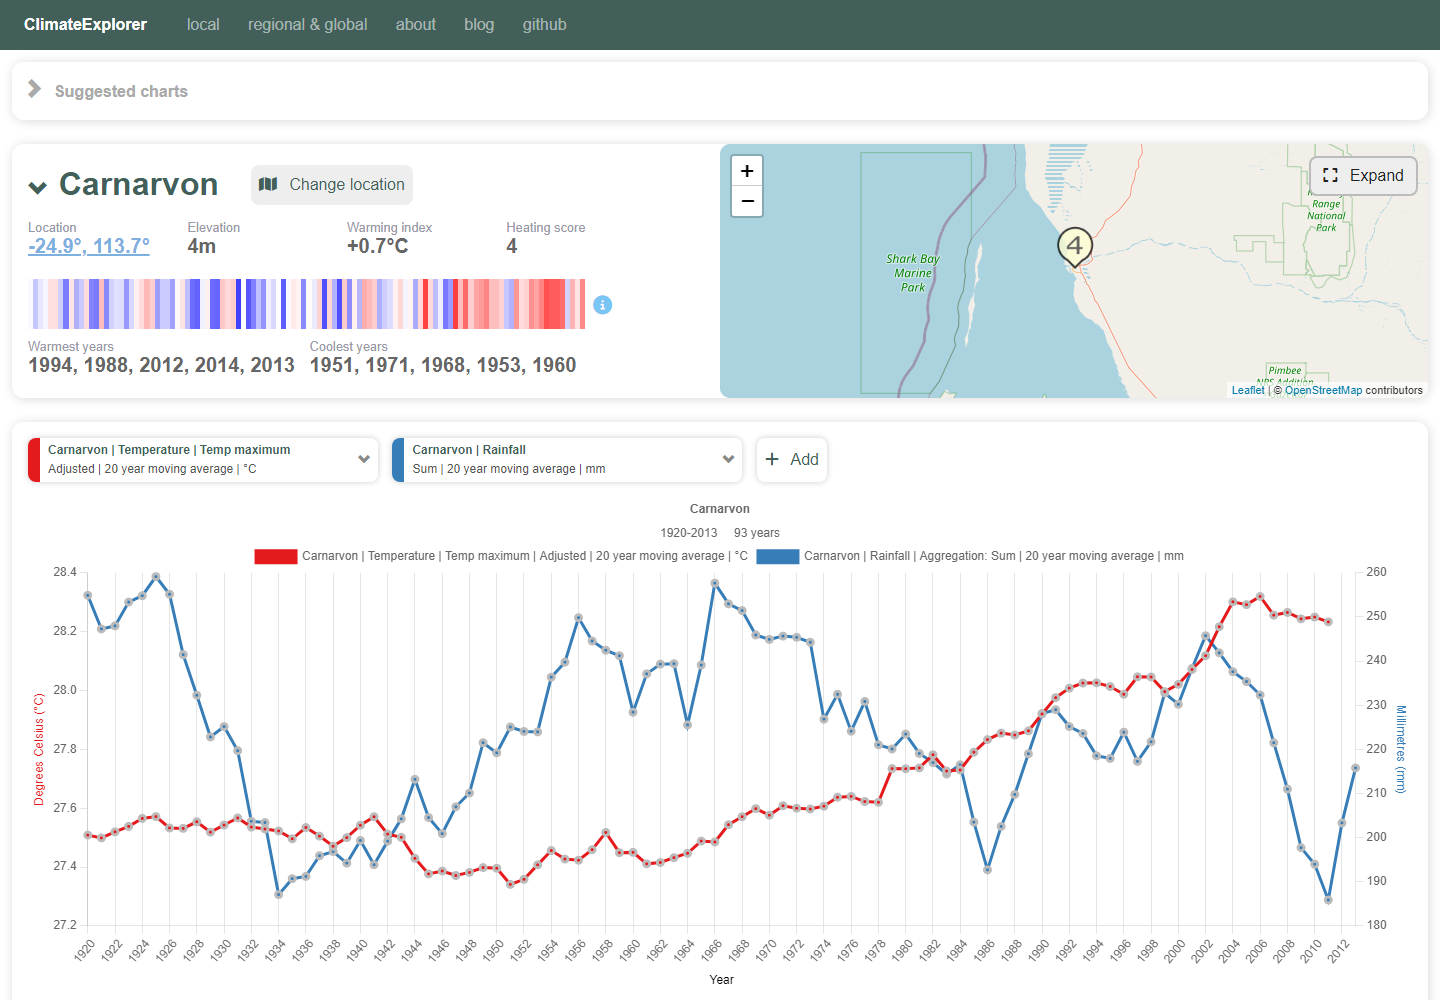 ClimateExplorer local regional & global about blog github
Suggested charts
Carnarvon Change location
Location Elevation Warming index Heating score
-24.9°, 113.7° 4m +0.7°C 4
Warmest years Coolest years
1994, 1988, 2012, 2014, 2013 1951, 1971, 1968, 1953, 1960
+
−
Expand
Range
National
Park
4
Shark Bay
Marine
Park
Pimbee
Leaflet | © OpenStreetMap contributors
Carnarvon | Temperature | Temp maximum
Adjusted | 20 year moving average | °C
Carnarvon | Rainfall
Sum | 20 year moving average | mm
+ Add
Carnarvon
1920-2013 93 years
Carnarvon | Temperature | Temp maximum | Adjusted | 20 year moving average | °C Carnarvon | Rainfall | Aggregation: Sum | 20 year moving average | mm
28.4
28.2
28.0
27.8
27.6
27.4
27.2
Degrees Celsius (°C)
260
250
240
230
220
210
200
190
180
Millimetres (mm)
1920 1922 1924 1926 1928 1930 1932 1934 1936 1938 1940 1942 1944 1946 1948 1950 1952 1954 1956 1958 1960 1962 1964 1966 1968 1970 1972 1974 1976 1978 1980 1982 1984 1986 1988 1990 1992 1994 1996 1998 2000 2002 2004 2006 2008 2010 2012
Year